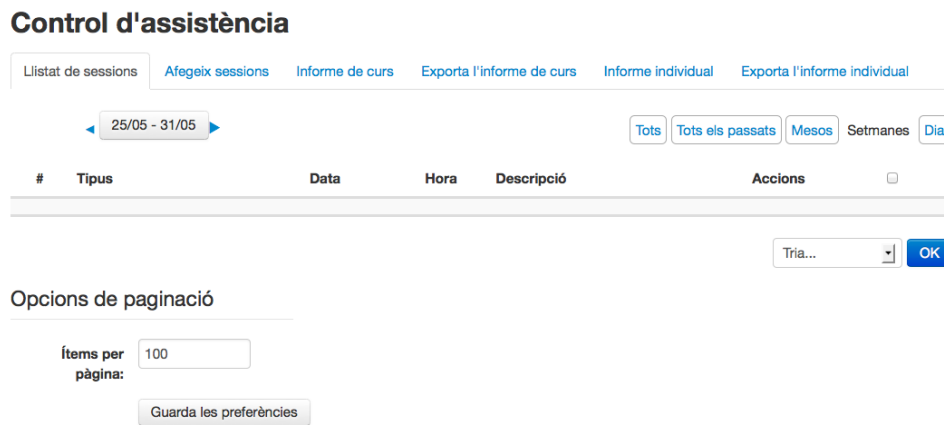 Control d'assistència
Llistat de sessions Afegeix sessions Informe de curs Exporta l'informe de curs Informe individual Exporta l'informe individual
25/05 - 31/05 Tots Tots els passats Mesos Setmanes Dia
# Tipus Data Hora Descripció Accions
Tria... OK
Opcions de paginació
Ítems per 100
pàgina:
Guarda les preferències